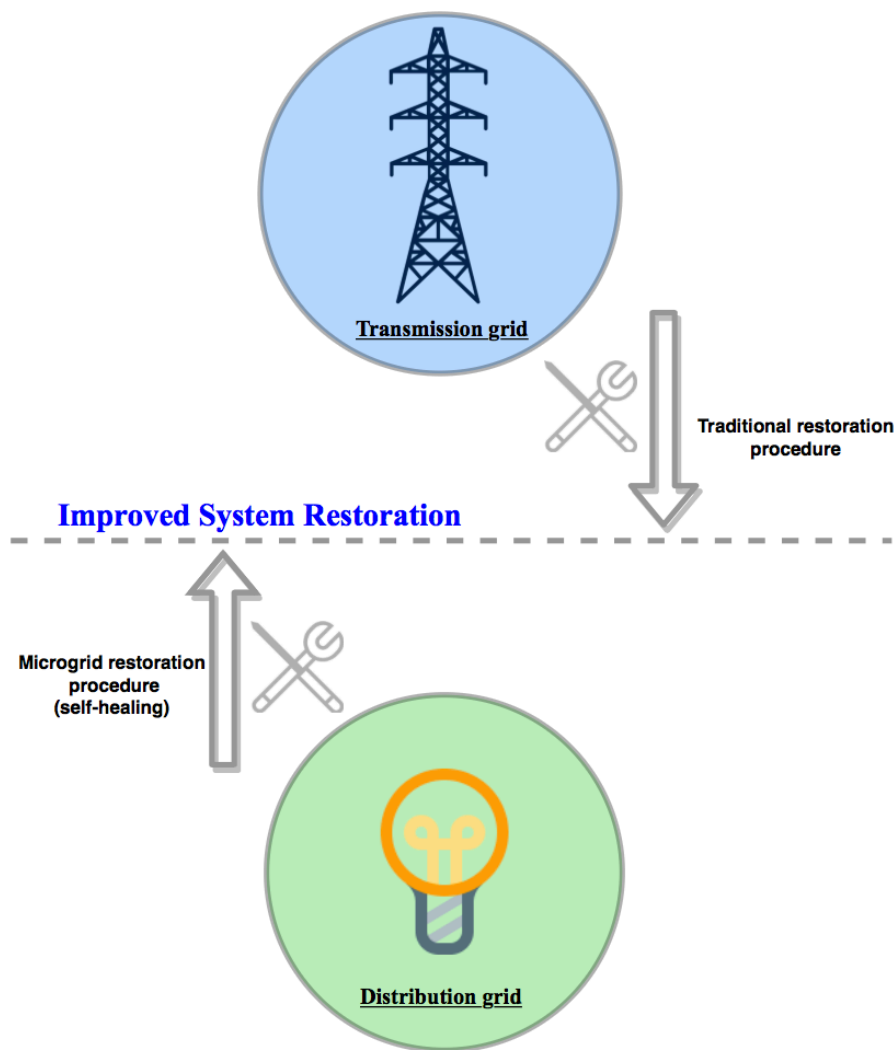 Transmission grid
Traditional restoration
procedure
Improved System Restoration
Microgrid restoration
procedure
(self-healing)
Distribution grid